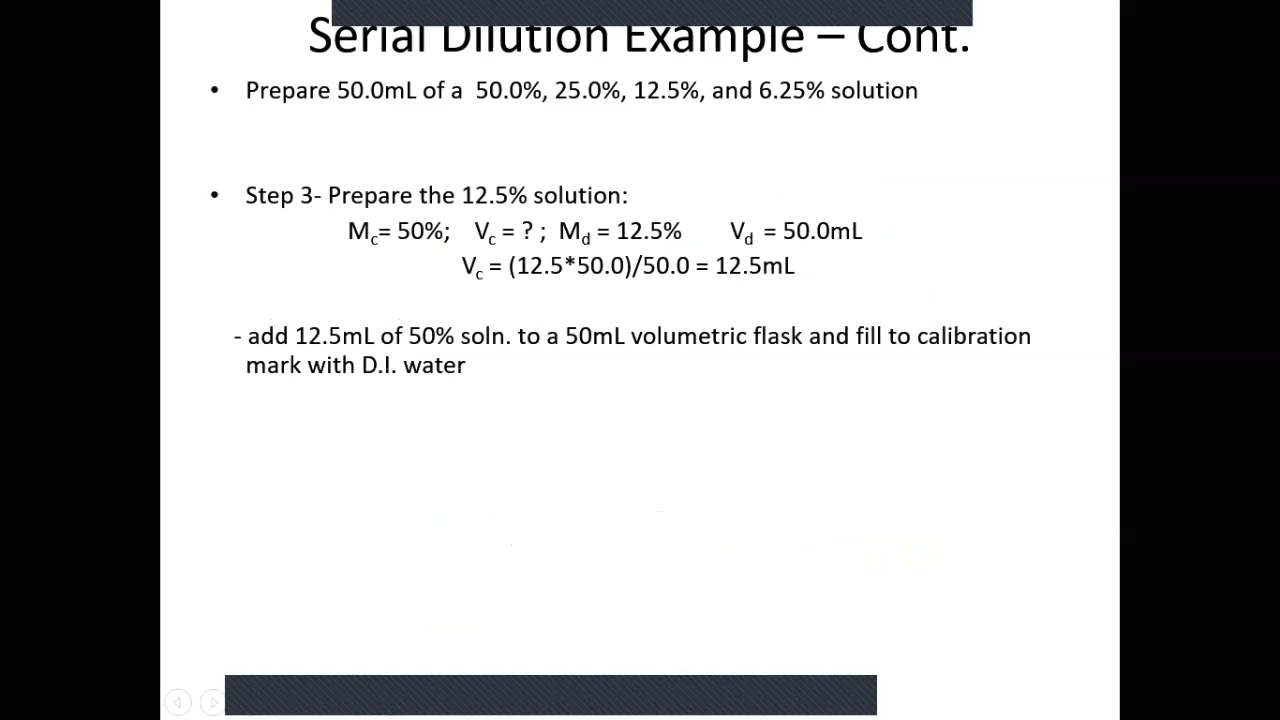 Serial Dilution Example – Cont.
• Prepare 50.0mL of a 50.0%, 25.0%, 12.5%, and 6.25% solution
• Step 3- Prepare the 12.5% solution:
Mc= 50%; Vc = ? ; Md = 12.5% Vd = 50.0mL
Vc = (12.5*50.0)/50.0 = 12.5mL
- add 12.5mL of 50% soln. to a 50mL volumetric flask and fill to calibration
mark with D.I. water